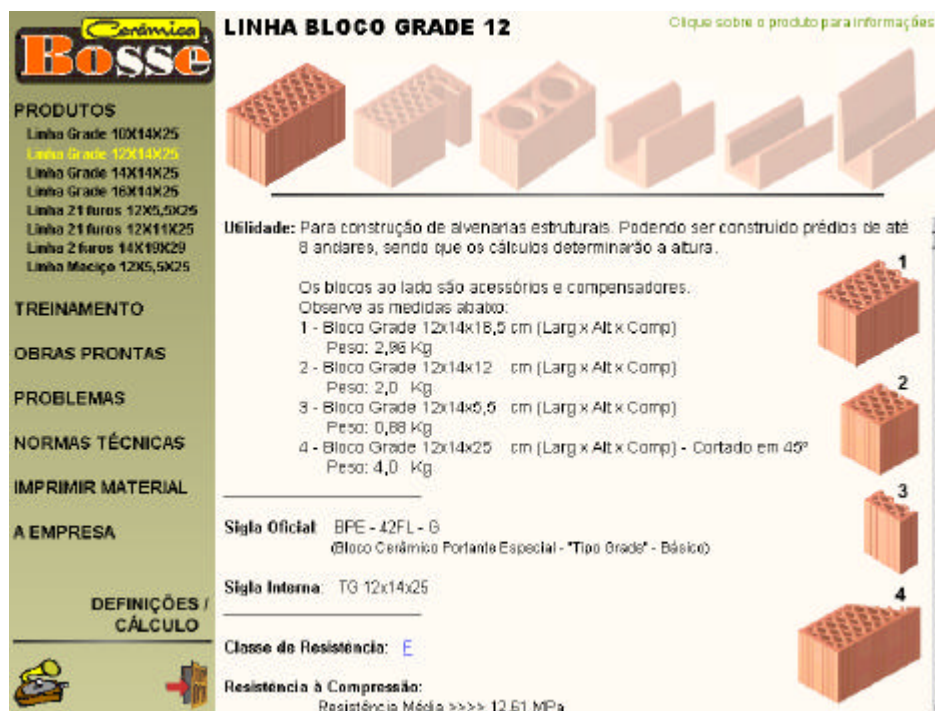 Cerâmica
Bosse
PRODUTOS
Linha Grade 10X14X25
Linha Grade 12X14X25
Linha Grade 14X14X25
Linha Grade 16X14X25
Linha 21 furos 12X5,5X25
Linha 21 furos 12X11X25
Linha 2 furos 14X19X29
Linha Maciço 12X5,5X25
TREINAMENTO
OBRAS PRONTAS
PROBLEMAS
NORMAS TÉCNICAS
IMPRIMIR MATERIAL
A EMPRESA
DEFINIÇÕES /
CÁLCULO
LINHA BLOCO GRADE 12
Clique sobre o produto para informações
Utilidade: Para construção de alvenarias estruturais. Podendo ser construído prédios de até
8 andares, sendo que os cálculos determinarão a altura.
Os blocos ao lado são acessórios e compensadores.
Observe as medidas abaixo:
1 - Bloco Grade 12x14x18,5 cm (Larg x Alt x Comp)
Peso: 2,96 Kg
2 - Bloco Grade 12x14x12 cm (Larg x Alt x Comp)
Peso: 2,0 Kg
3 - Bloco Grade 12x14x5,5 cm (Larg x Alt x Comp)
Peso: 0,88 Kg
4 - Bloco Grade 12x14x25 cm (Larg x Alt x Comp) - Cortado em 45º
Peso: 4,0 Kg
1
2
3
4
Sigla Oficial: BPE - 42FL - G
(Bloco Cerâmico Portante Especial - "Tipo Grade" - Básico)
Sigla Interna: TG 12x14x25
Classe de Resistência: E
Resistência à Compressão:
Resistência Média >>>> 12,61 MPa